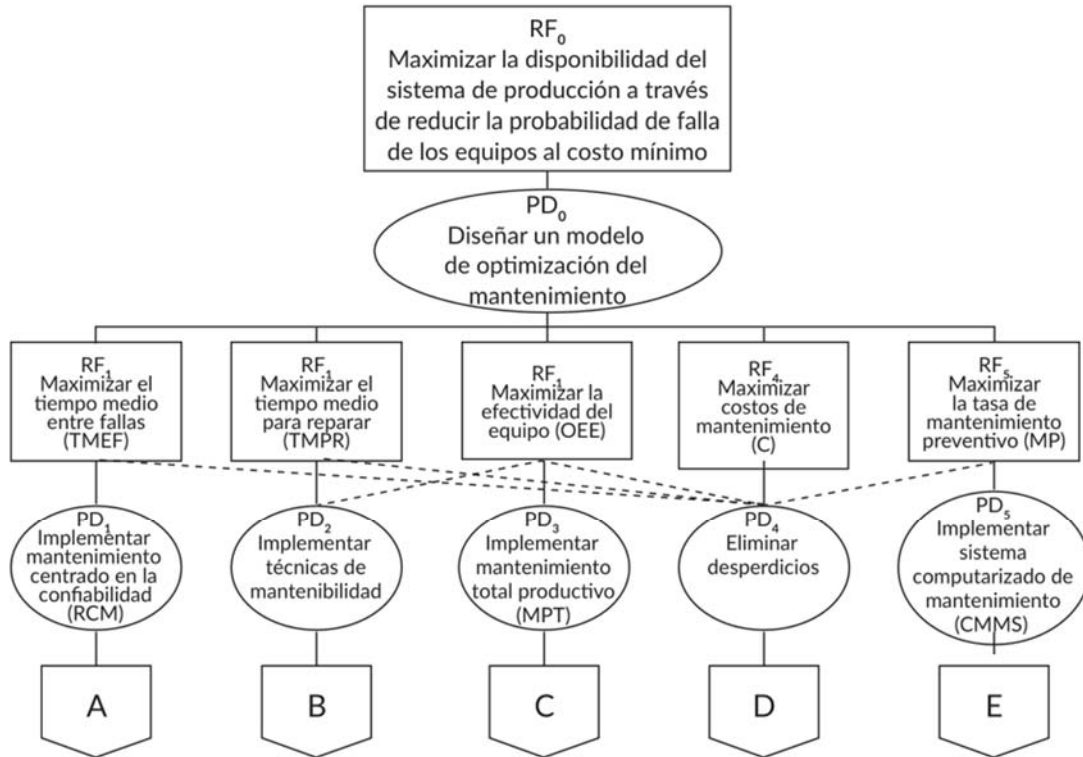 RF₀
Maximizar la disponibilidad del
sistema de producción a través
de reducir la probabilidad de falla
de los equipos al costo mínimo
PD₀
Diseñar un modelo
de optimización del
mantenimiento
RF₁
Maximizar el
tiempo medio
entre fallas
(TMEF)
RF₁
Maximizar el
tiempo medio
para reparar
(TMPR)
RF₁
Maximizar la
efectividad del
equipo (OEE)
RF₄
Maximizar
costos de
mantenimiento
(C)
RF₅
Maximizar
la tasa de
mantenimiento
preventivo (MP)
PD₁
Implementar
mantenimiento
centrado en la
confiabilidad
(RCM)
PD₂
Implementar
técnicas de
mantenibilidad
PD₃
Implementar
mantenimiento
total productivo
(MPT)
PD₄
Eliminar
desperdicios
PD₅
Implementar
sistema
computarizado de
mantenimiento
(CMMS)
A
B
C
D
E